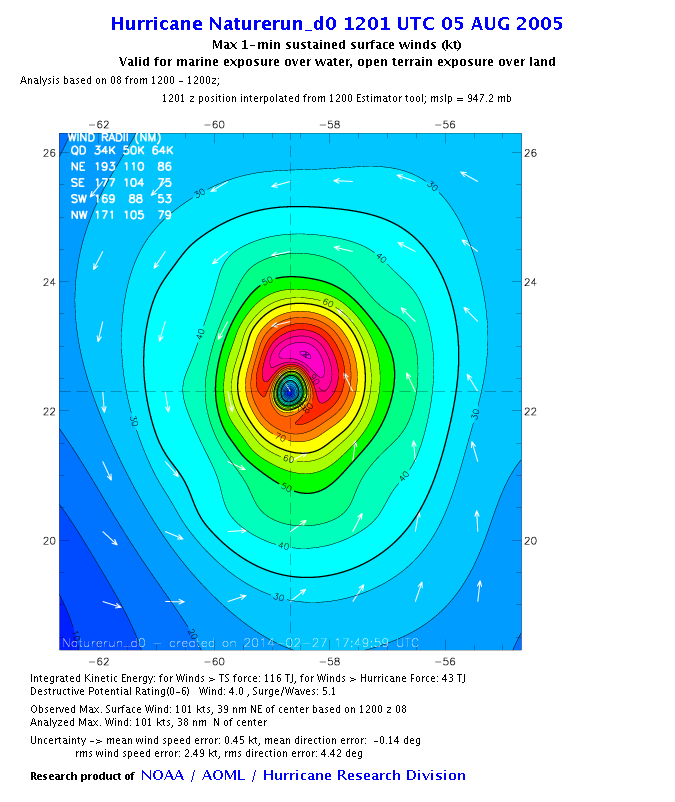 Hurricane Naturerun_d0 1201 UTC 05 AUG 2005
Max 1-min sustained surface winds (kt)
Valid for marine exposure over water, open terrain exposure over land
Analysis based on 08 from 1200 - 1200z;
1201 z position interpolated from 1200 Estimator tool; mslp = 947.2 mb
-62 -60 -58 -56
WIND RADII (NM)
QD 34K 50K 64K
NE 193 110 86
SE 177 104 75
SW 169 88 53
NW 171 105 79
26 26
30 30
40
24 24
50
60
40
22 22
30 30
70
60
50
40
20 20
40
30
20
Naturerun_d0 - created on 2014-02-27 17:49:59 UTC
-62 -60 -58 -56
Integrated Kinetic Energy: for Winds > TS force: 116 TJ, for Winds > Hurricane Force: 43 TJ
Destructive Potential Rating(0-6) Wind: 4.0 , Surge/Waves: 5.1
Observed Max. Surface Wind: 101 kts, 39 nm NE of center based on 1200 z 08
Analyzed Max. Wind: 101 kts, 38 nm N of center
Uncertainty -> mean wind speed error: 0.45 kt, mean direction error: -0.14 deg
rms wind speed error: 2.49 kt, rms direction error: 4.42 deg
Research product of NOAA / AOML / Hurricane Research Division